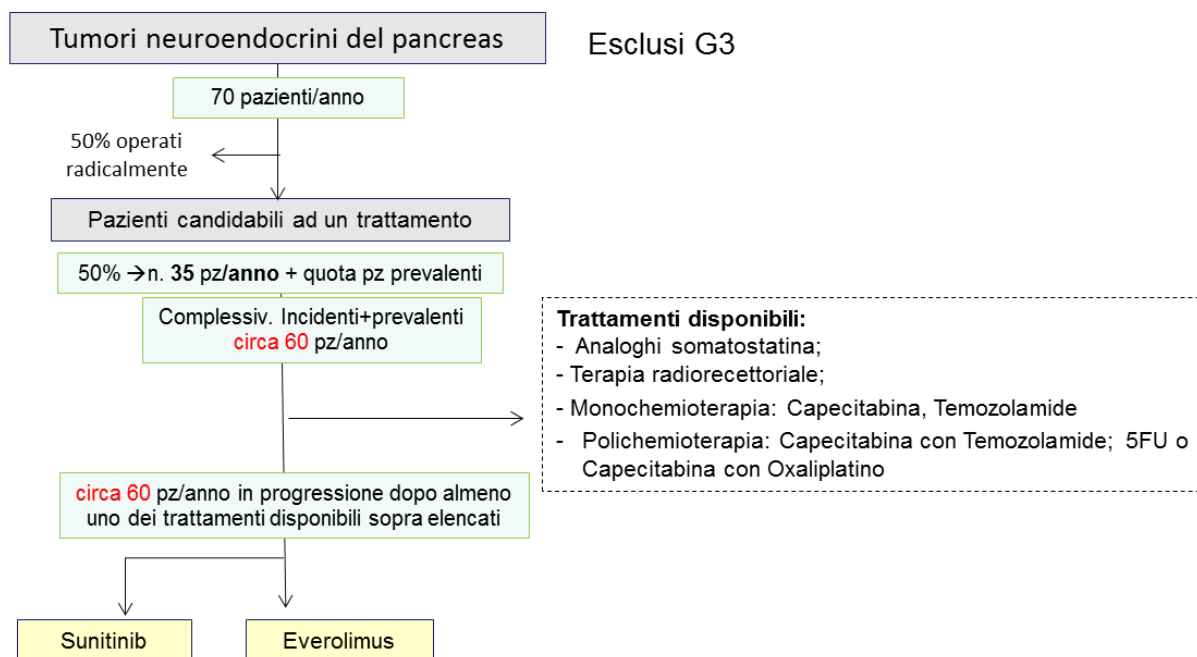 Tumori neuroendocrini del pancreas
Esclusi G3
70 pazienti/anno
50% operati
radicalmente
Pazienti candidabili ad un trattamento
50% →n. 35 pz/anno + quota pz prevalenti
Complessiv. Incidenti+prevalenti
circa 60 pz/anno
Trattamenti disponibili:
- Analoghi somatostatina;
- Terapia radiorecettoriale;
- Monochemioterapia: Capecitabina, Temozolamide
- Polichemioterapia: Capecitabina con Temozolamide; 5FU o
Capecitabina con Oxaliplatino
circa 60 pz/anno in progressione dopo almeno
uno dei trattamenti disponibili sopra elencati
Sunitinib
Everolimus